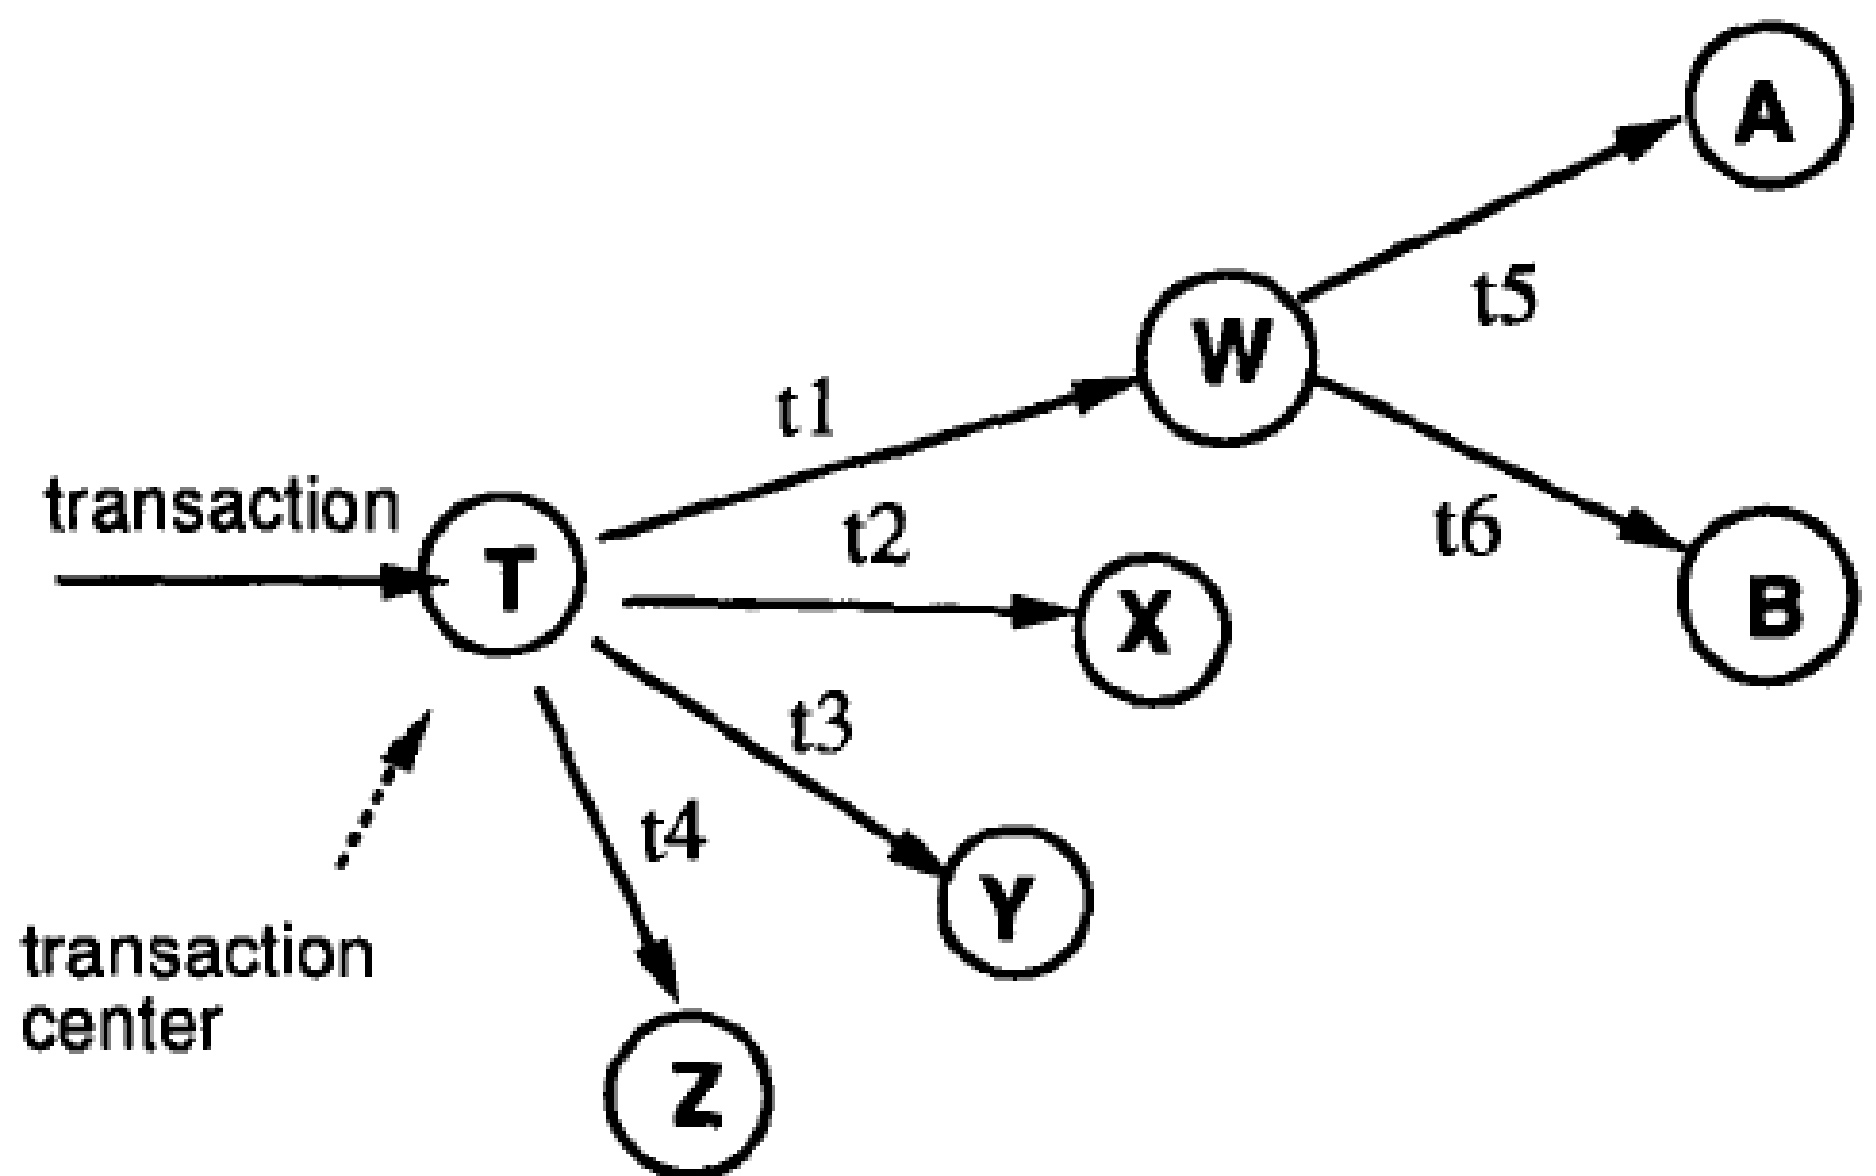 A
t5
W
t1
transaction
t2
t6
T
X
B
t3
t4
Y
transaction
center
Z